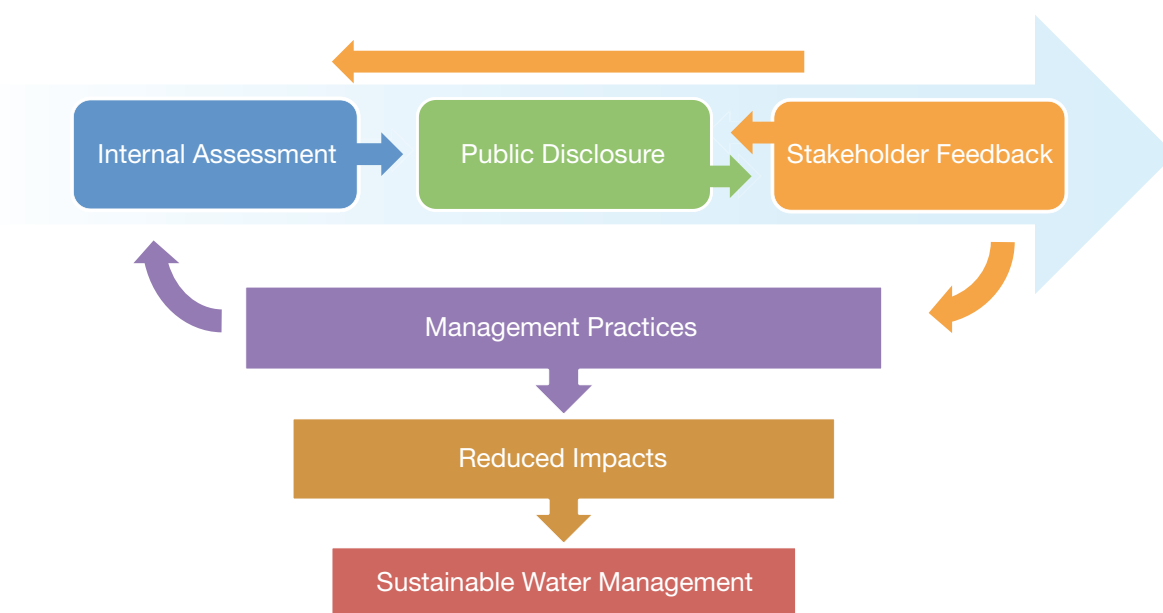 Internal Assessment
Public Disclosure
Stakeholder Feedback
Management Practices
Reduced Impacts
Sustainable Water Management